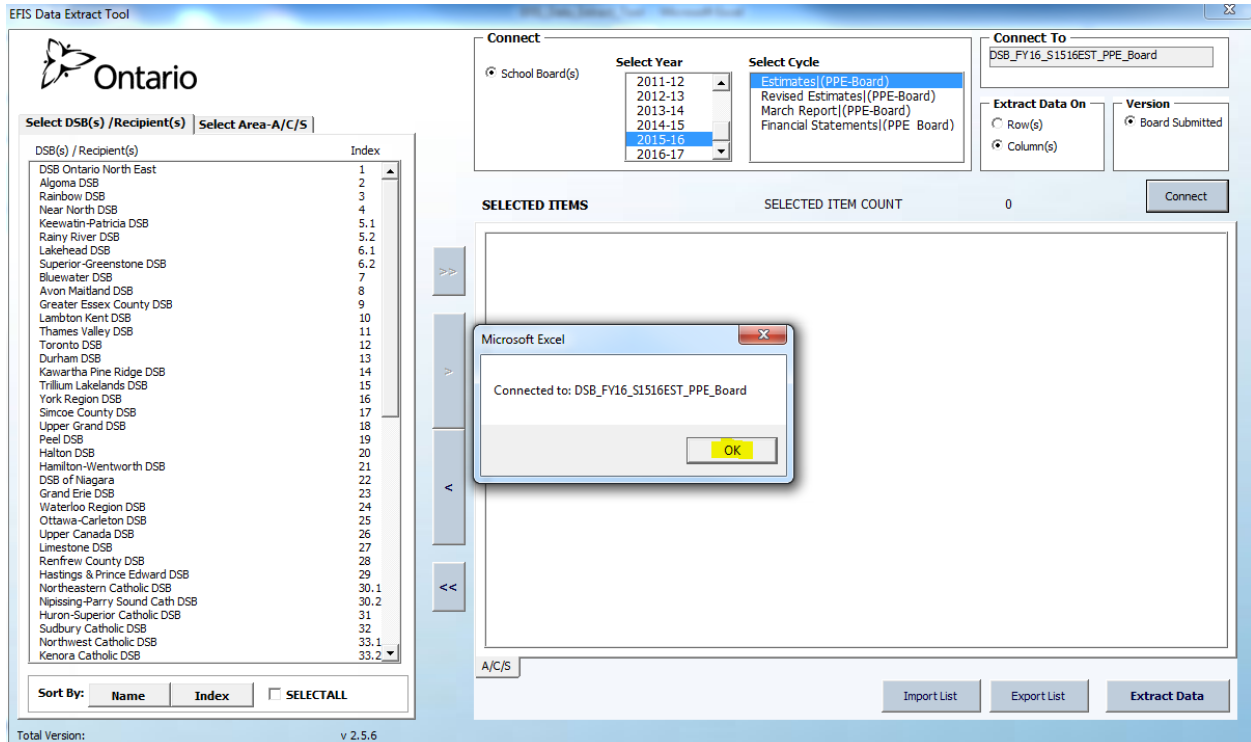 EFIS Data Extract Tool
Ontario
Select DSB(s) /Recipient(s)
Select Area-A/C/S
DSB(s) / Recipient(s) Index
DSB Ontario North East 1
Algoma DSB 2
Rainbow DSB 3
Near North DSB 4
Keewatin-Patricia DSB 5.1
Rainy River DSB 5.2
Lakehead DSB 6.1
Superior-Greenstone DSB 6.2
Bluewater DSB 7
Avon Maitland DSB 8
Greater Essex County DSB 9
Lambton Kent DSB 10
Thames Valley DSB 11
Toronto DSB 12
Durham DSB 13
Kawartha Pine Ridge DSB 14
Trillium Lakelands DSB 15
York Region DSB 16
Simcoe County DSB 17
Upper Grand DSB 18
Peel DSB 19
Halton DSB 20
Hamilton-Wentworth DSB 21
DSB of Niagara 22
Grand Erie DSB 23
Waterloo Region DSB 24
Ottawa-Carleton DSB 25
Upper Canada DSB 26
Limestone DSB 27
Renfrew County DSB 28
Hastings & Prince Edward DSB 29
Northeastern Catholic DSB 30.1
Nipissing-Parry Sound Cath DSB 30.2
Huron-Superior Catholic DSB 31
Sudbury Catholic DSB 32
Northwest Catholic DSB 33.1
Kenora Catholic DSB 33.2
Sort By: Name Index SELECTALL
Total Version: v 2.5.6
Connect
School Board(s)
Select Year
2011-12
2012-13
2013-14
2014-15
2015-16
2016-17
Select Cycle
Estimates|(PPE-Board)
Revised Estimates|(PPE-Board)
March Report|(PPE-Board)
Financial Statements|(PPE Board)
Connect To
DSB_FY16_S1516EST_PPE_Board
Extract Data On
Row(s)
Column(s)
Version
Board Submitted
Connect
SELECTED ITEMS SELECTED ITEM COUNT 0
>>
>
<
<<
Microsoft Excel
Connected to: DSB_FY16_S1516EST_PPE_Board
OK
A/C/S
Import List Export List Extract Data